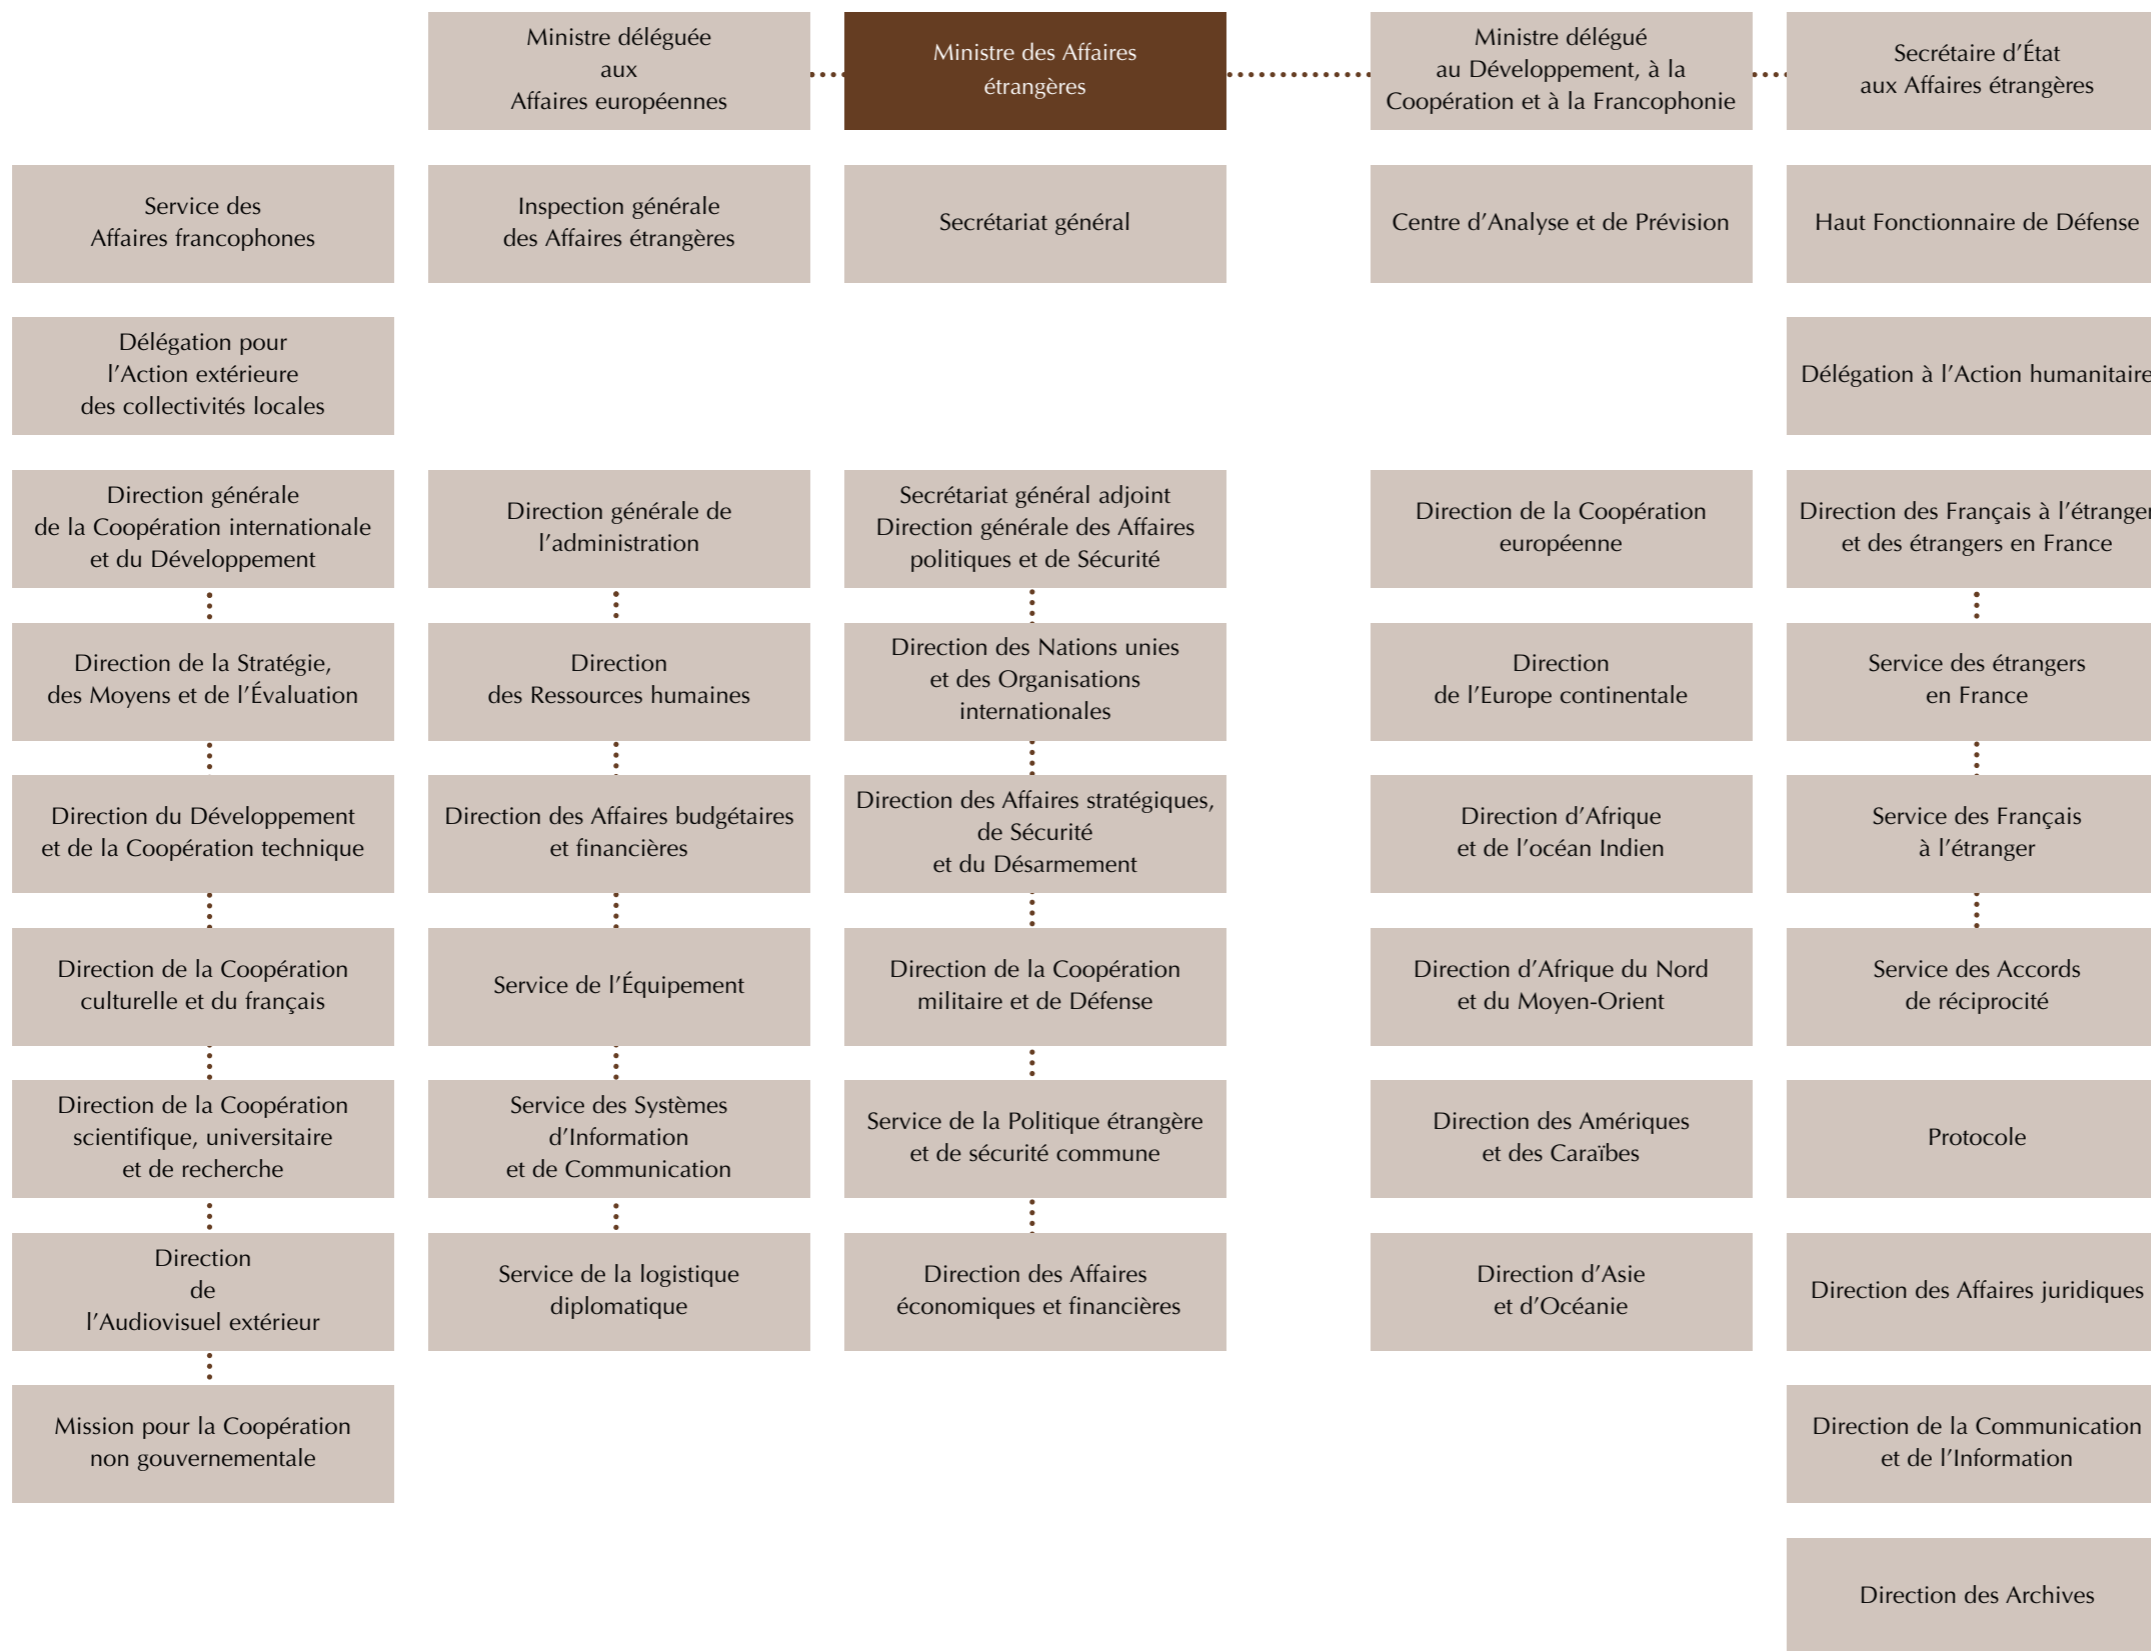 Ministre déléguée
aux
Affaires européennes
Ministre des Affaires
étrangères
Ministre délégué
au Développement, à la
Coopération et à la Francophonie
Secrétaire d’État
aux Affaires étrangères
Service des
Affaires francophones
Inspection générale
des Affaires étrangères
Secrétariat général
Centre d’Analyse et de Prévision
Haut Fonctionnaire de Défense
Délégation pour
l’Action extérieure
des collectivités locales
Délégation à l’Action humanitaire
Direction générale
de la Coopération internationale
et du Développement
Direction générale de
l’administration
Secrétariat général adjoint
Direction générale des Affaires
politiques et de Sécurité
Direction de la Coopération
européenne
Direction des Français à l’étranger
et des étrangers en France
Direction de la Stratégie,
des Moyens et de l’Évaluation
Direction
des Ressources humaines
Direction des Nations unies
et des Organisations
internationales
Direction
de l’Europe continentale
Service des étrangers
en France
Direction du Développement
et de la Coopération technique
Direction des Affaires budgétaires
et financières
Direction des Affaires stratégiques,
de Sécurité
et du Désarmement
Direction d’Afrique
et de l’océan Indien
Service des Français
à l’étranger
Direction de la Coopération
culturelle et du français
Service de l’Équipement
Direction de la Coopération
militaire et de Défense
Direction d’Afrique du Nord
et du Moyen-Orient
Service des Accords
de réciprocité
Direction de la Coopération
scientifique, universitaire
et de recherche
Service des Systèmes
d’Information
et de Communication
Service de la Politique étrangère
et de sécurité commune
Direction des Amériques
et des Caraïbes
Protocole
Direction
de
l’Audiovisuel extérieur
Service de la logistique
diplomatique
Direction des Affaires
économiques et financières
Direction d’Asie
et d’Océanie
Direction des Affaires juridiques
Mission pour la Coopération
non gouvernementale
Direction de la Communication
et de l’Information
Direction des Archives